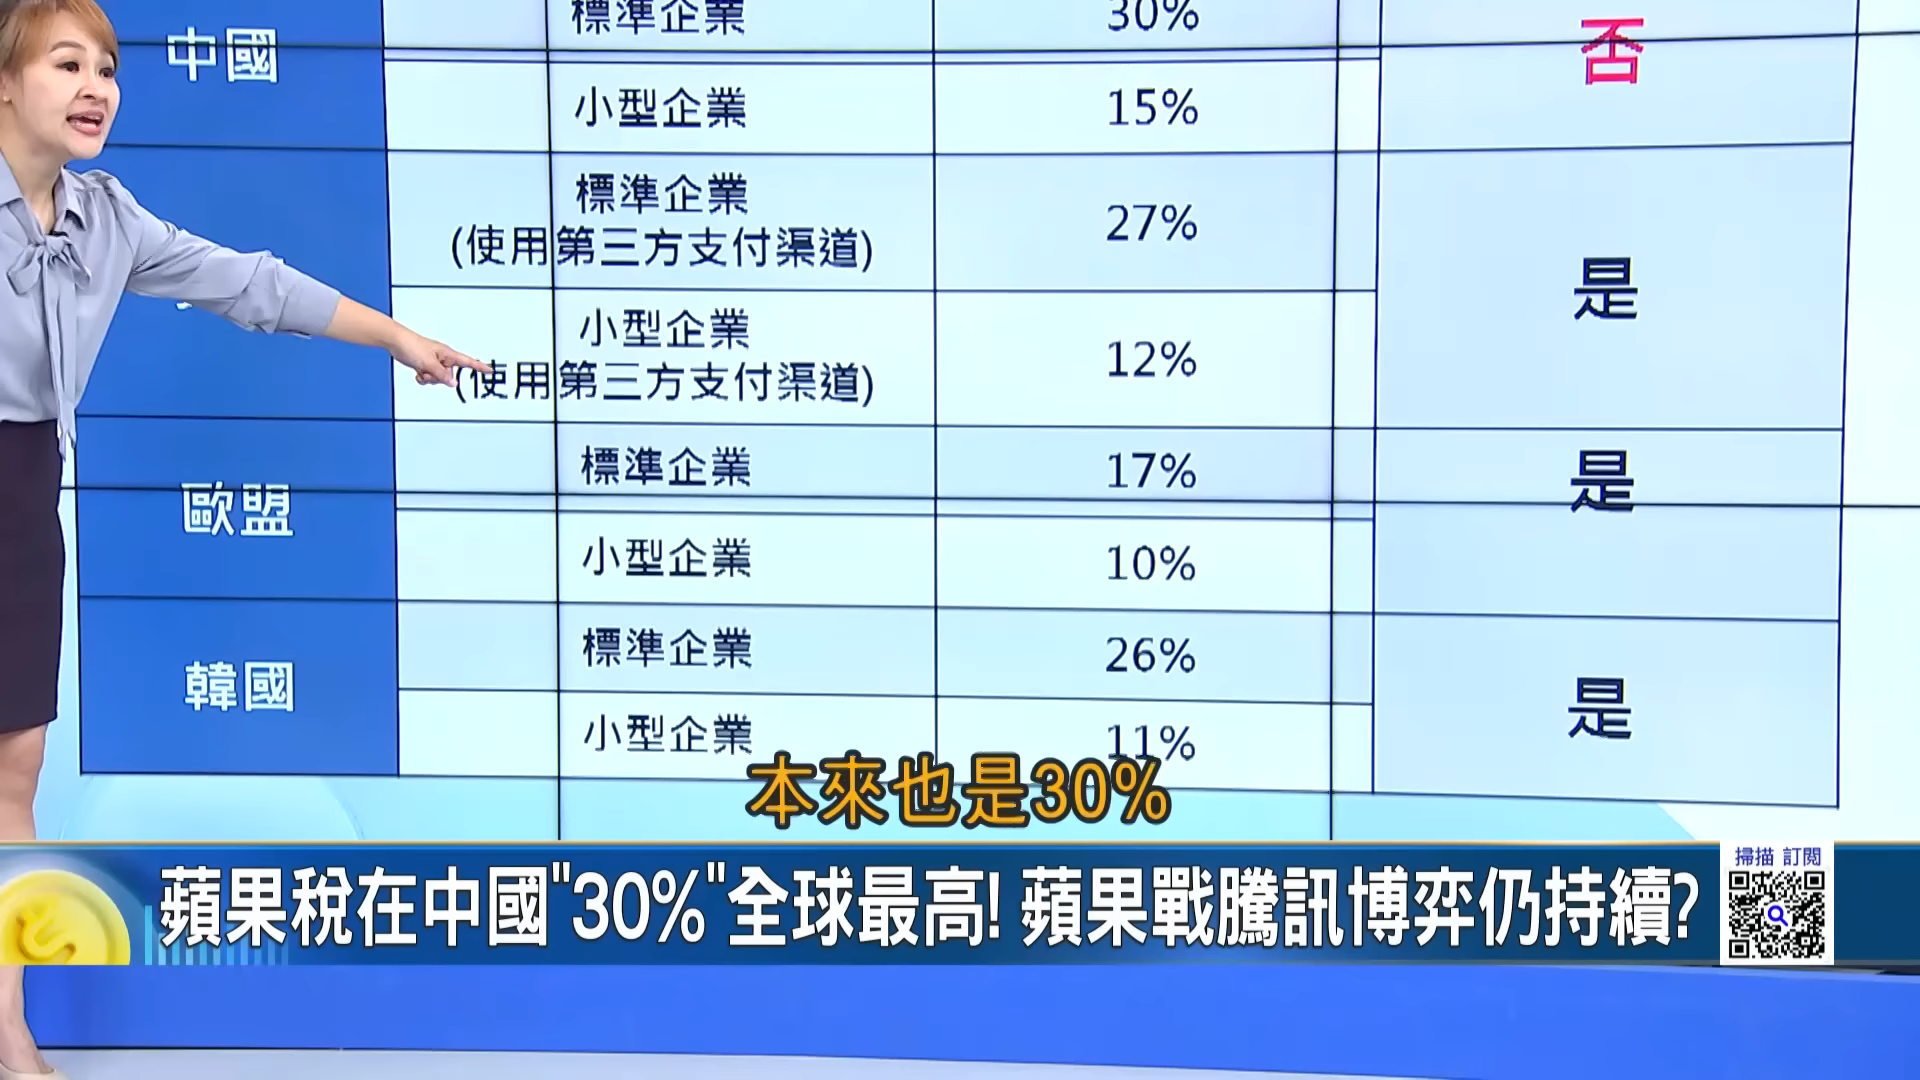 中國
標準企業
30%
否
小型企業
15%
標準企業
(使用第三方支付渠道)
27%
是
小型企業
(使用第三方支付渠道)
12%
歐盟
標準企業
17%
是
小型企業
10%
韓國
標準企業
26%
是
小型企業
11%
本來也是30%
蘋果稅在中國"30%"全球最高! 蘋果戰騰訊博弈仍持續?
掃描 訂閱